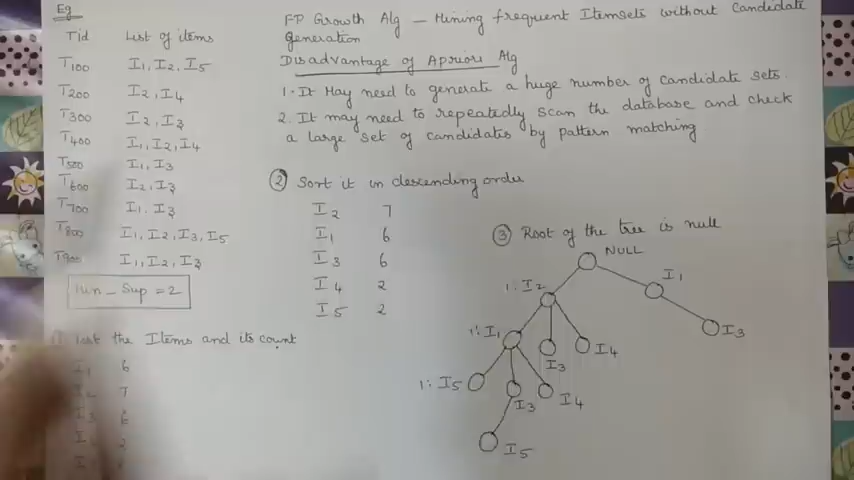 Eg
Tid List of items
T100 I1, I2, I5
T200 I2, I4
T300 I2, I3
T400 I1, I2, I4
T500 I1, I3
T600 I2, I3
T700 I1, I3
T800 I1, I2, I3, I5
T900 I1, I2, I3
Min - Sup = 2
List the Items and its count
I1 6
I2 7
I3 6
2
FP Growth Alg — Mining frequent Itemsets without Candidate
Generation
Disadvantage of Apriori Alg
1. It May need to generate a huge number of candidate sets.
2. It may need to repeatedly scan the database and check
a large set of candidates by pattern matching
② Sort it in descending order
I2 7
I1 6
I3 6
I4 2
I5 2
③ Root of the tree is null
NULL
1: I2
I1
1: I1
I3
I4
I3
1: I5
I3
I4
I5